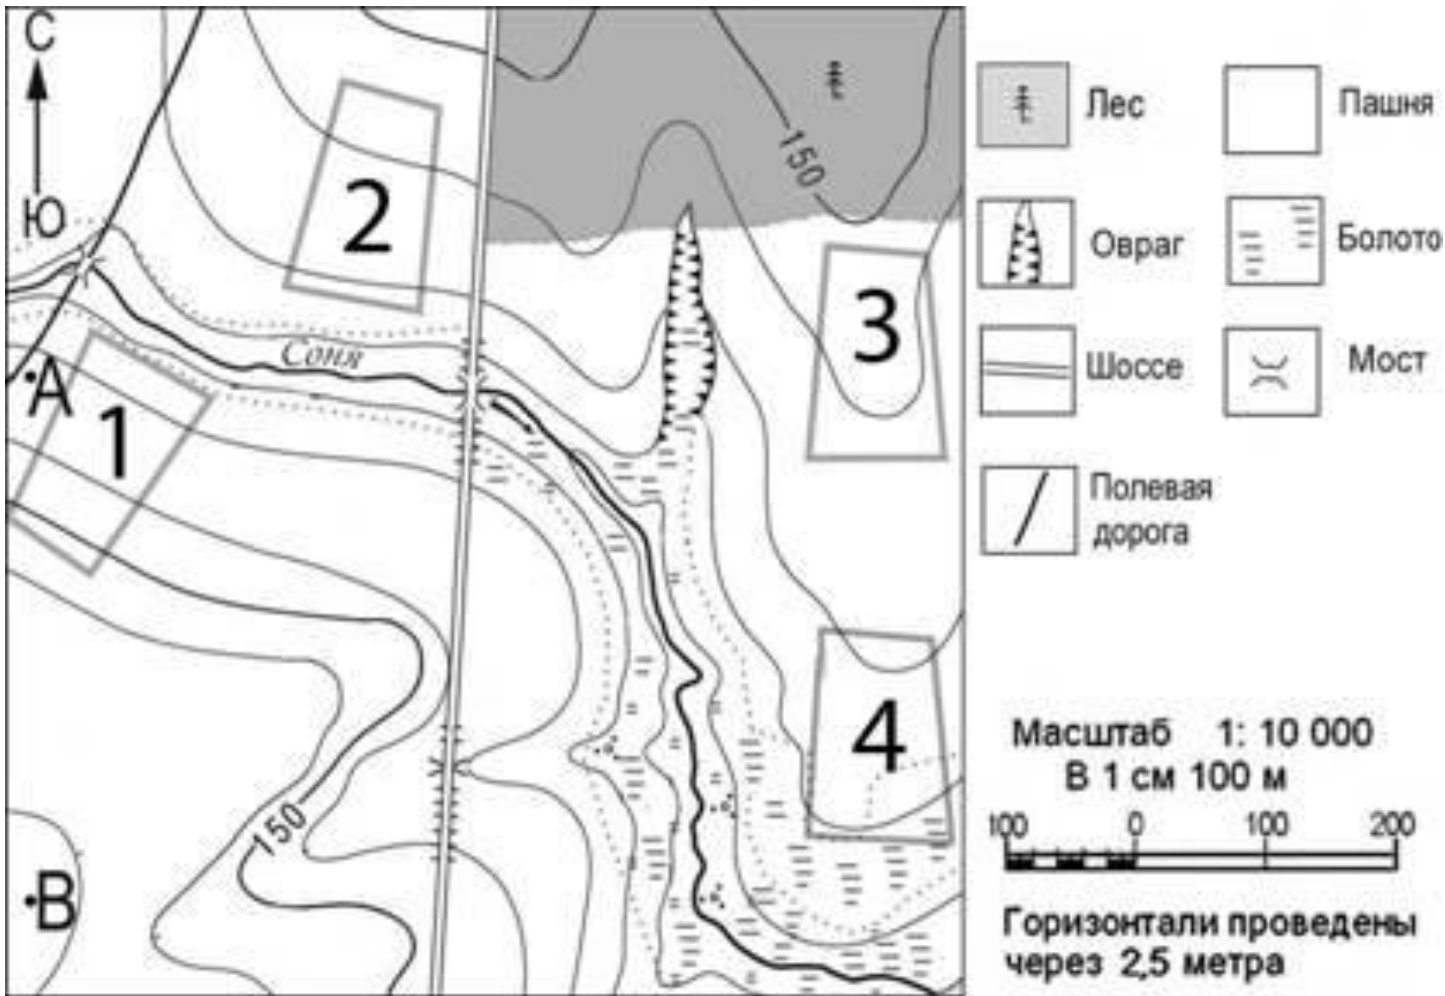 С
Ю
2
150
3
А
1
Соня
4
150
В
Лес
Пашня
Овраг
Болото
Шоссе
Мост
Полевая
дорога
Масштаб 1: 10 000
В 1 см 100 м
100 0 100 200
Горизонтали проведены
через 2,5 метра